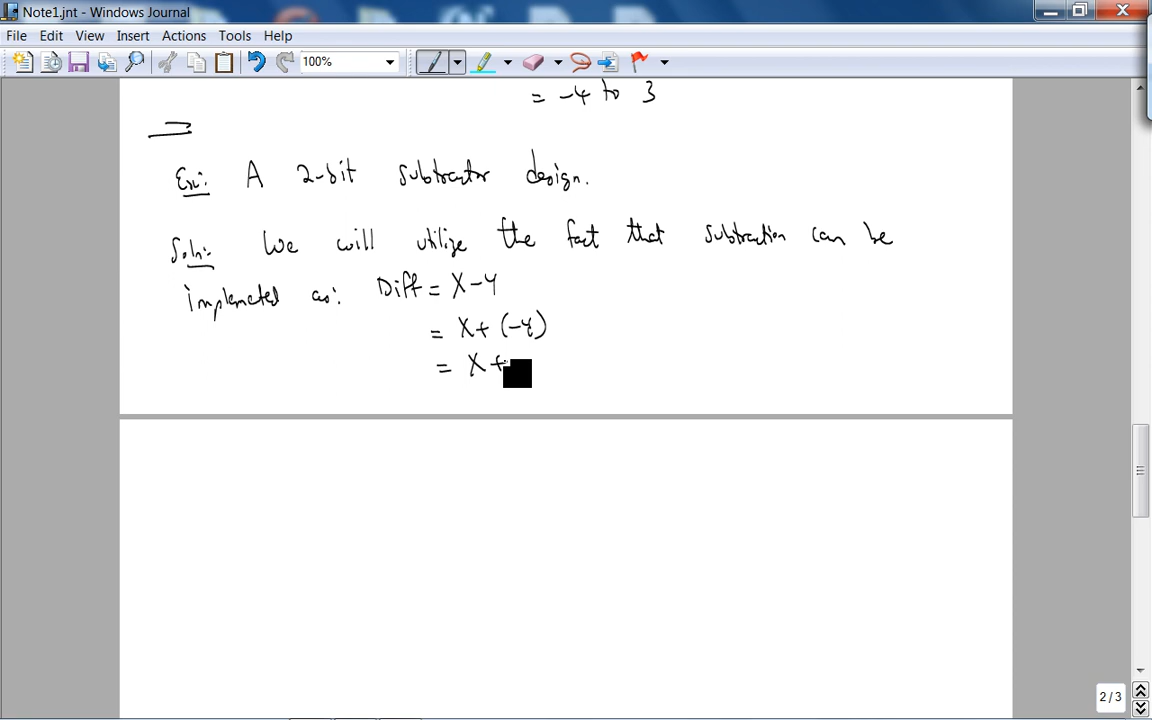 Note1.jnt - Windows Journal
File Edit View Insert Actions Tools Help
100%
= -4 to 3
Ex: A 2-bit subtractor design.
Soln: We will utilize the fact that subtraction can be
implemented as: Diff = X-Y
= X+ (-Y)
= X+
2 / 3